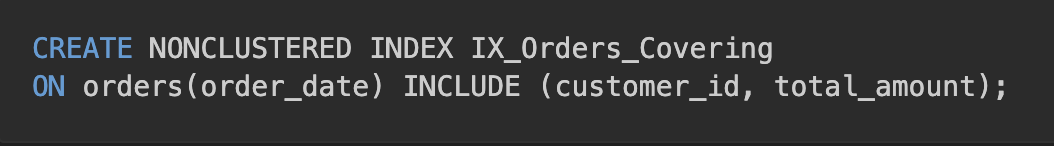 CREATE NONCLUSTERED INDEX IX_Orders_Covering
ON orders(order_date) INCLUDE (customer_id, total_amount);